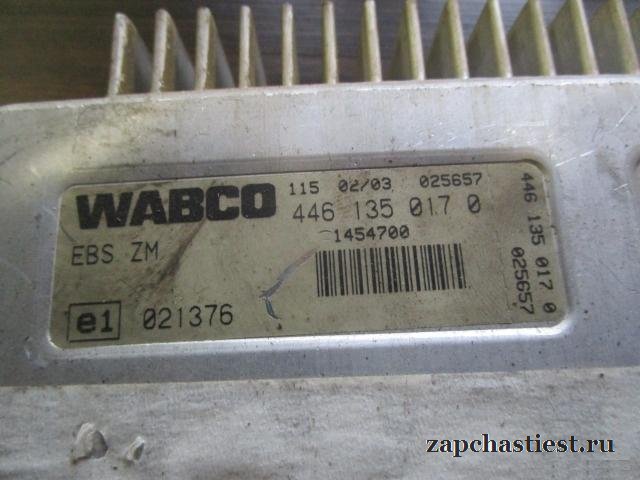 WABCO
115 02/03 025657
446 135 017 0
1454700
EBS ZM
e1 021376
446 135 017 0
025657
zapchastiest.ru